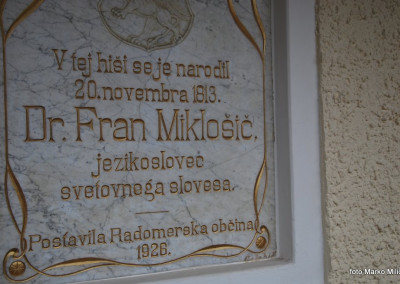 V tej hiši se je narodil
20. novembra 1813.
Dr. Fran Miklošič,
jezikoslovec
svetovnega slovesa.
Postavila Radomerska občina
1926.
foto Marko Mili